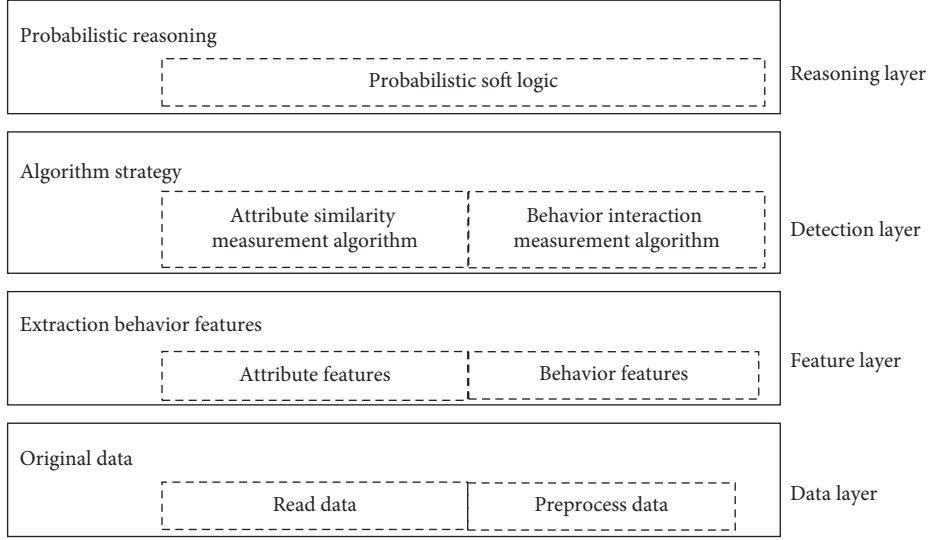 Probabilistic reasoning
Probabilistic soft logic
Reasoning layer
Algorithm strategy
Attribute similarity
measurement algorithm
Behavior interaction
measurement algorithm
Detection layer
Extraction behavior features
Attribute features
Behavior features
Feature layer
Original data
Read data
Preprocess data
Data layer